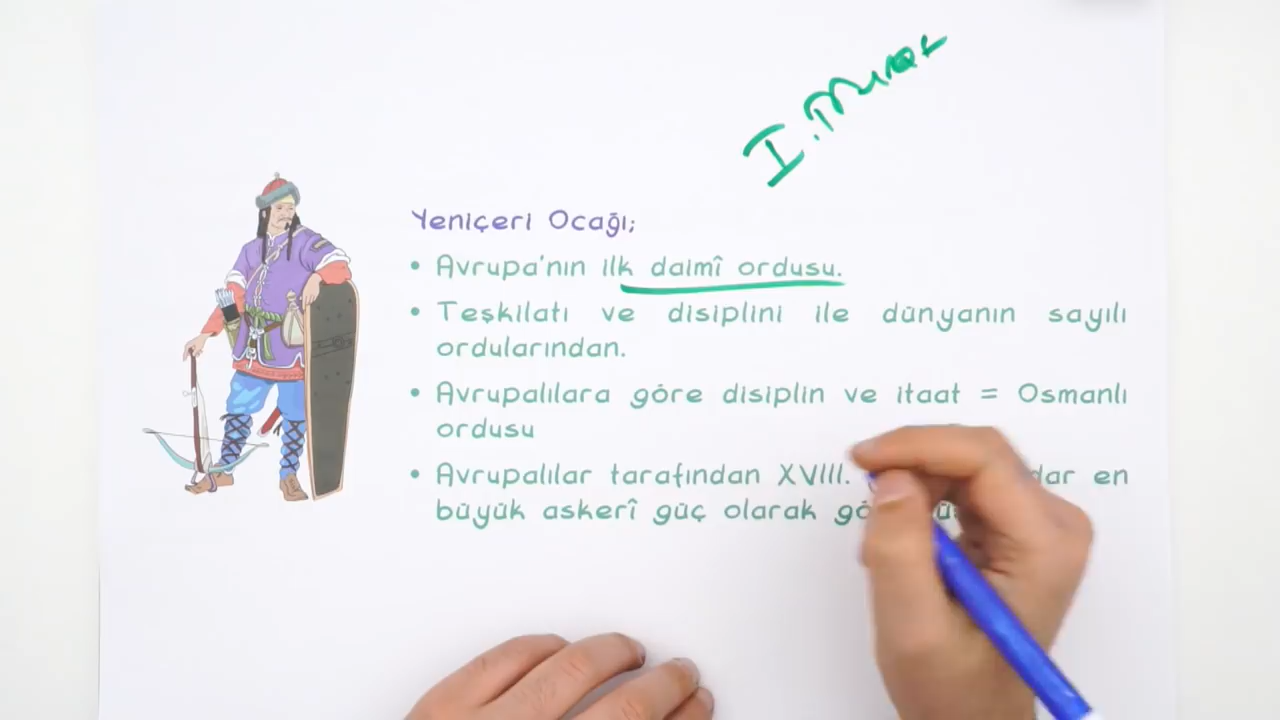 I. Murat
Yeniçeri Ocağı;
• Avrupa'nın ilk daimî ordusu.
• Teşkilatı ve disiplini ile dünyanın sayılı
ordularından.
• Avrupalılara göre disiplin ve itaat = Osmanlı
ordusu
• Avrupalılar tarafından XVIII. en
büyük askerî güç olarak